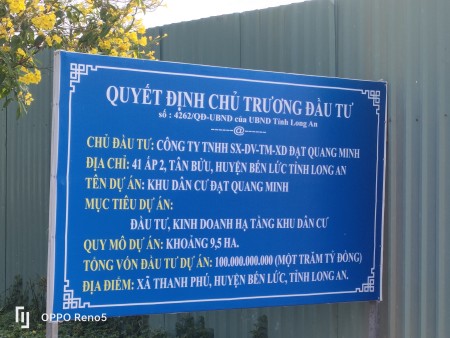 QUYẾT ĐỊNH CHỦ TRƯƠNG ĐẦU TƯ
số : 4262/QĐ-UBND của UBND Tỉnh Long An
------@------
CHỦ ĐẦU TƯ: CÔNG TY TNHH SX-DV-TM-XD ĐẠT QUANG MINH
ĐỊA CHỈ: 41 ẤP 2, TÂN BỬU, HUYỆN BẾN LỨC TỈNH LONG AN
TÊN DỰ ÁN: KHU DÂN CƯ ĐẠT QUANG MINH
MỤC TIÊU DỰ ÁN:
ĐẦU TƯ, KINH DOANH HẠ TẦNG KHU DÂN CƯ
QUY MÔ DỰ ÁN: KHOẢNG 9,5 HA.
TỔNG VỐN ĐẦU TƯ DỰ ÁN: 100.000.000.000 (MỘT TRĂM TỶ ĐỒNG)
ĐỊA ĐIỂM: XÃ THẠNH PHÚ, HUYỆN BẾN LỨC, TỈNH LONG AN.
OPPO Reno5